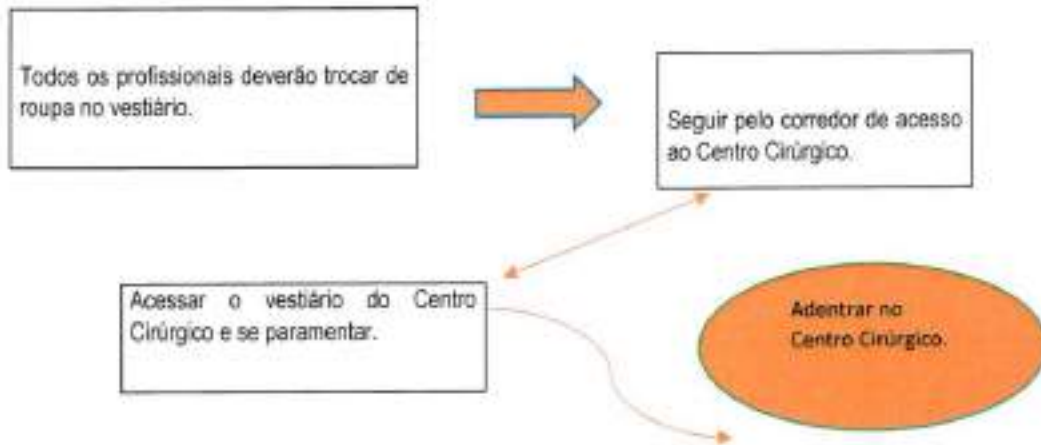 Todos os profissionais deverão trocar de
roupa no vestiário.
Seguir pelo corredor de acesso
ao Centro Cirúrgico.
Acessar o vestiário do Centro
Cirúrgico e se paramentar.
Adentrar no
Centro Cirúrgico.